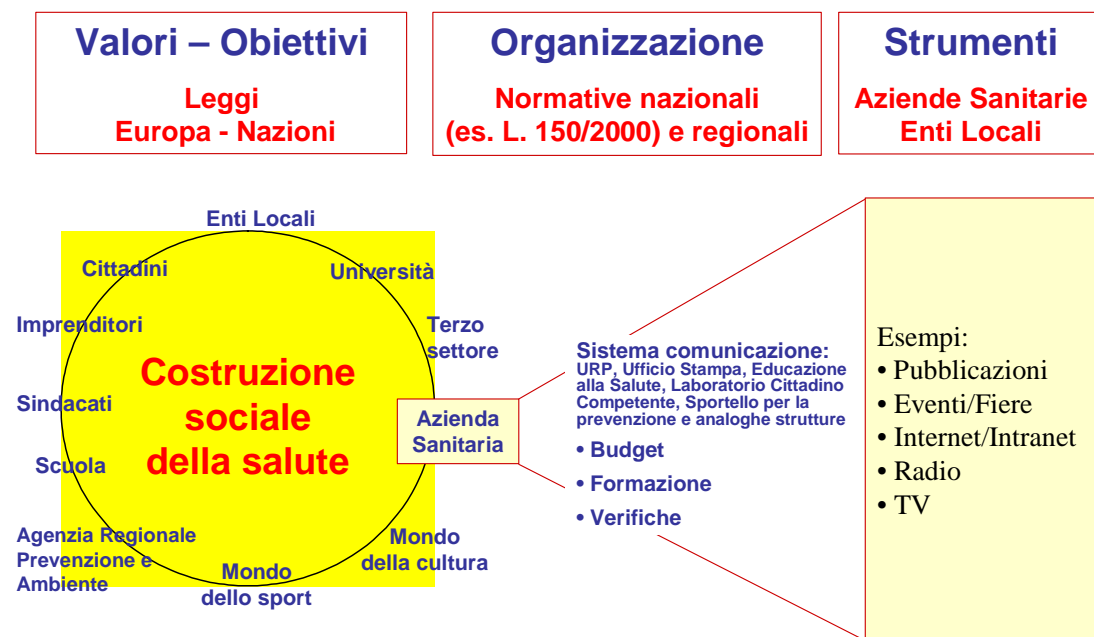 Valori – Obiettivi
Leggi
Europa - Nazioni
Organizzazione
Normative nazionali
(es. L. 150/2000) e regionali
Strumenti
Aziende Sanitarie
Enti Locali
Enti Locali
Cittadini
Università
Imprenditori
Terzo
settore
Costruzione
sociale
della salute
Sindacati
Azienda
Sanitaria
Scuola
Agenzia Regionale
Prevenzione e
Ambiente
Mondo
dello sport
Mondo
della cultura
Sistema comunicazione:
URP, Ufficio Stampa, Educazione
alla Salute, Laboratorio Cittadino
Competente, Sportello per la
prevenzione e analoghe strutture
• Budget
• Formazione
• Verifiche
Esempi:
• Pubblicazioni
• Eventi/Fiere
• Internet/Intranet
• Radio
• TV